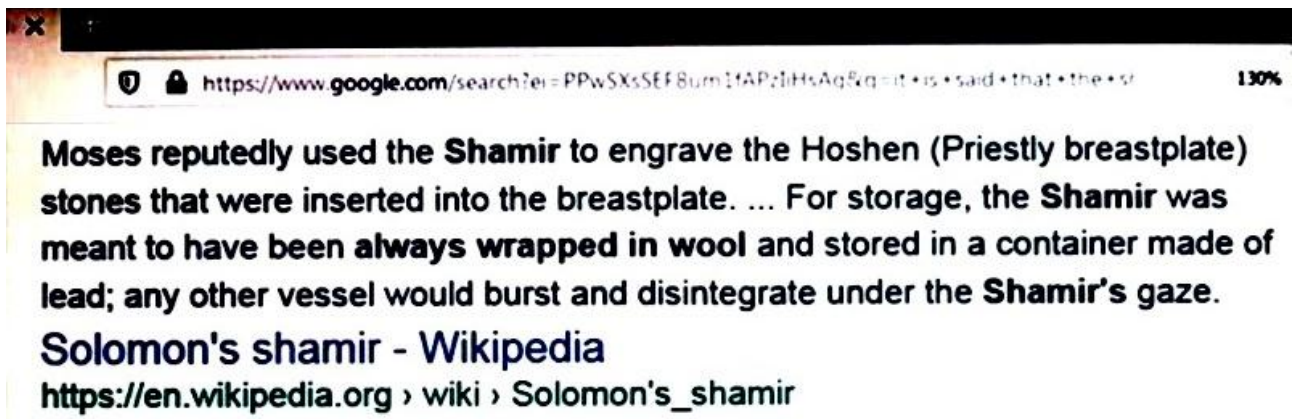 https://www.google.com/search?ei= 130%
Moses reputedly used the Shamir to engrave the Hoshen (Priestly breastplate)
stones that were inserted into the breastplate. ... For storage, the Shamir was
meant to have been always wrapped in wool and stored in a container made of
lead; any other vessel would burst and disintegrate under the Shamir's gaze.
Solomon's shamir - Wikipedia
https://en.wikipedia.org › wiki › Solomon's_shamir